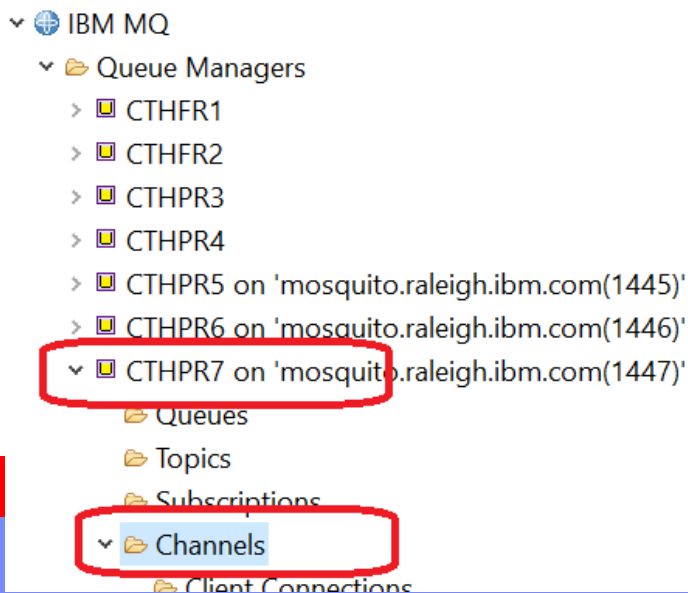 IBM MQ
Queue Managers
CTHFR1
CTHFR2
CTHPR3
CTHPR4
CTHPR5 on 'mosquito.raleigh.ibm.com(1445)'
CTHPR6 on 'mosquito.raleigh.ibm.com(1446)'
CTHPR7 on 'mosquito.raleigh.ibm.com(1447)'
Queues
Topics
Subscriptions
Channels
Client Connections